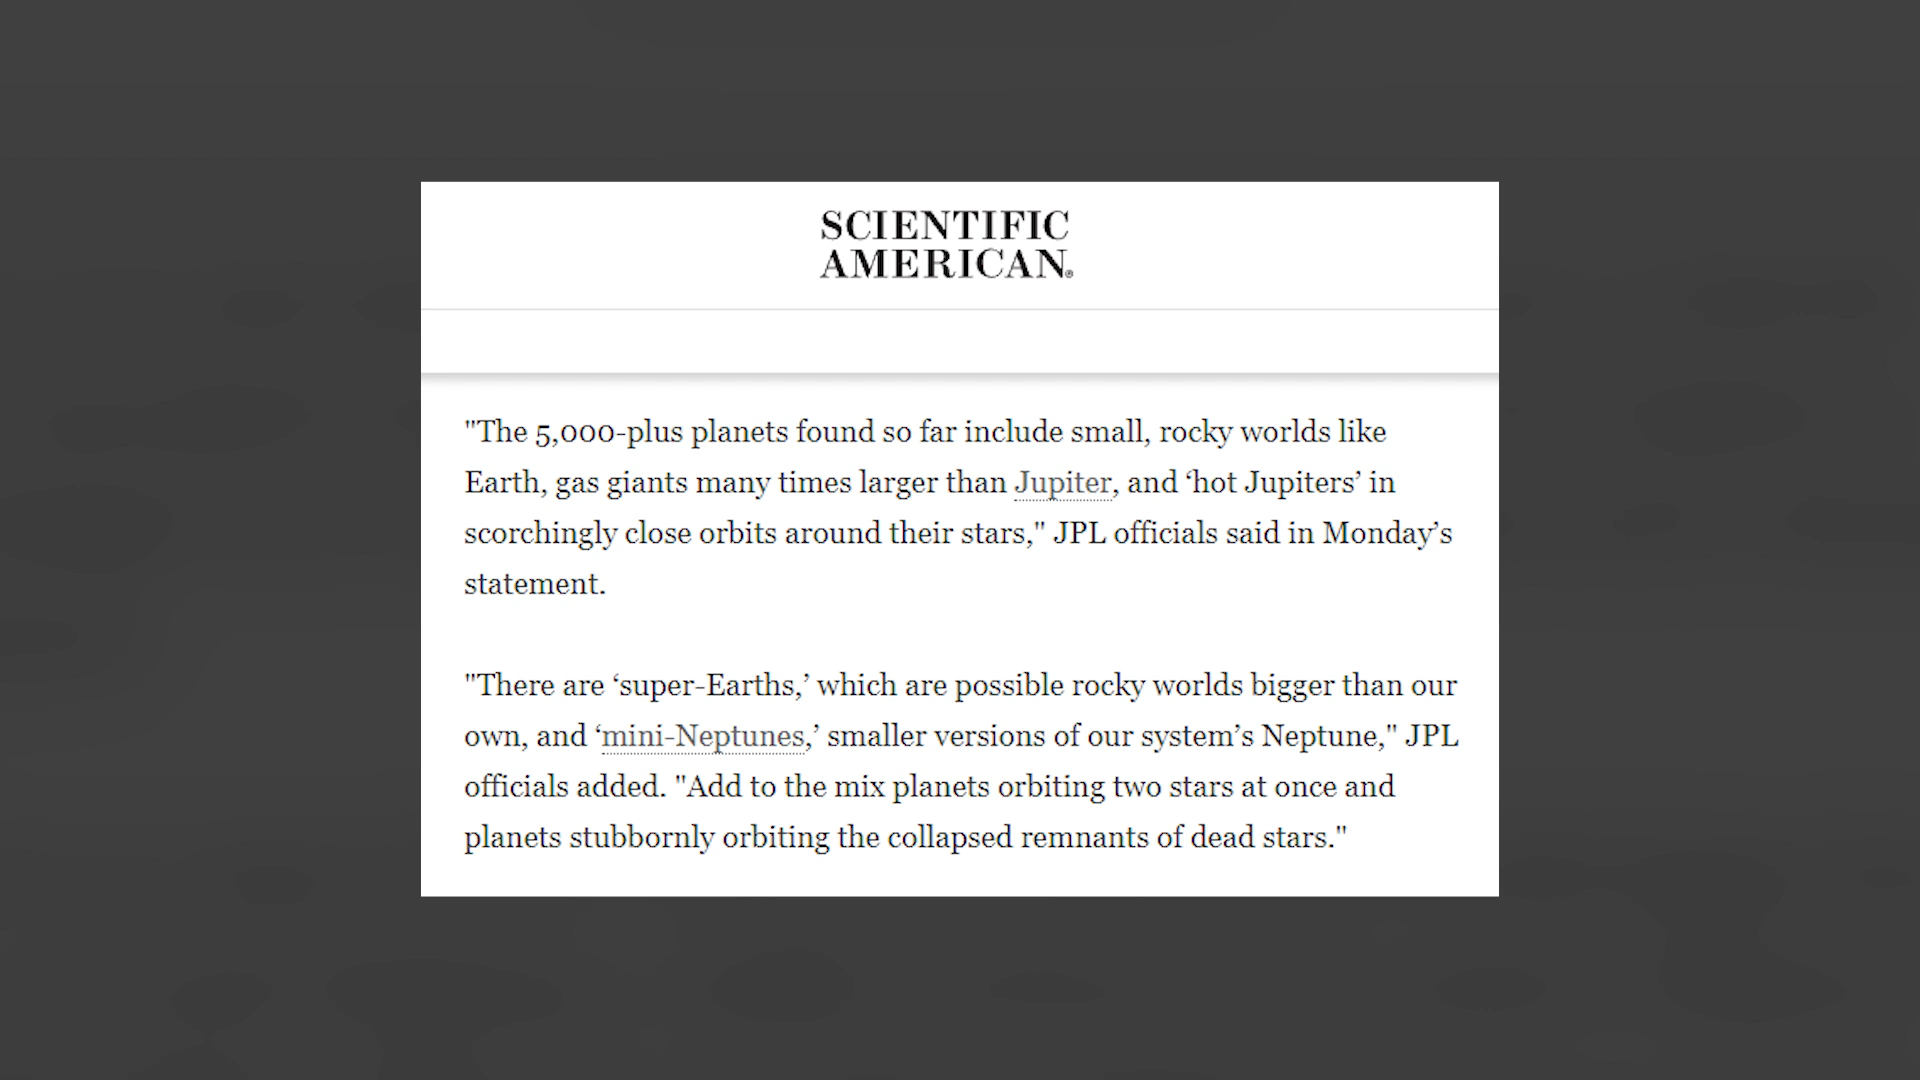 SCIENTIFIC
AMERICAN®
"The 5,000-plus planets found so far include small, rocky worlds like
Earth, gas giants many times larger than Jupiter, and ‘hot Jupiters’ in
scorchingly close orbits around their stars," JPL officials said in Monday’s
statement.
"There are ‘super-Earths,’ which are possible rocky worlds bigger than our
own, and ‘mini-Neptunes,’ smaller versions of our system’s Neptune," JPL
officials added. "Add to the mix planets orbiting two stars at once and
planets stubbornly orbiting the collapsed remnants of dead stars."